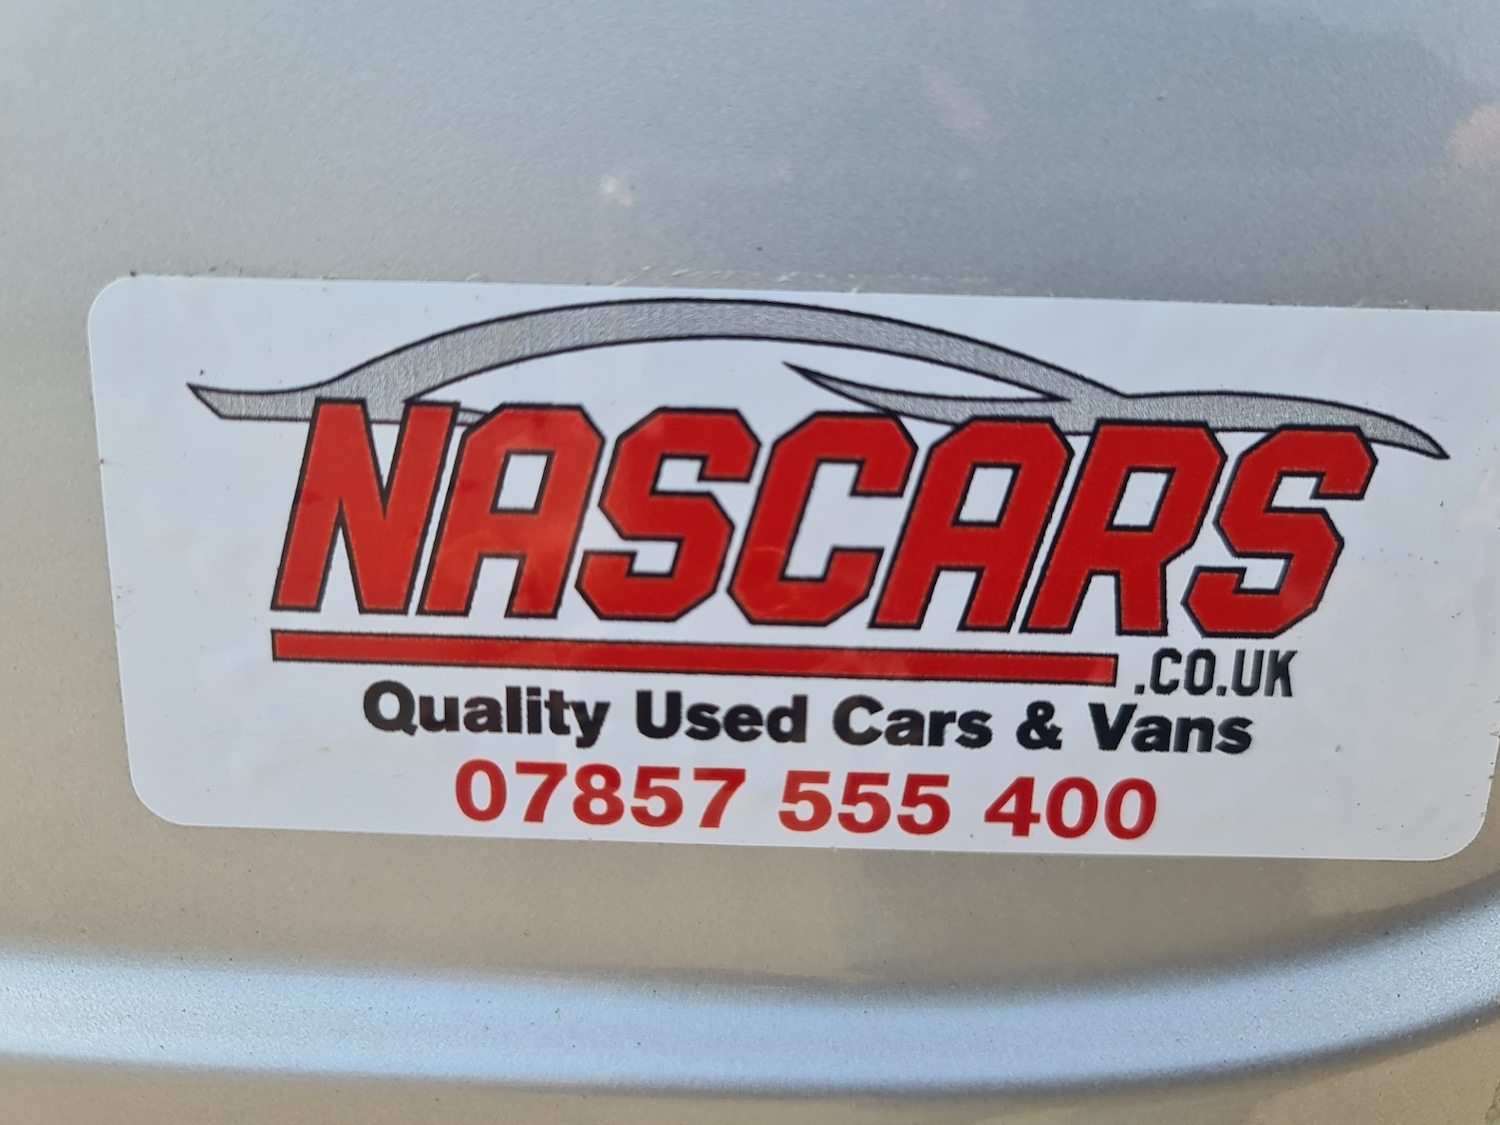 NASCARS
.CO.UK
Quality Used Cars & Vans
07857 555 400